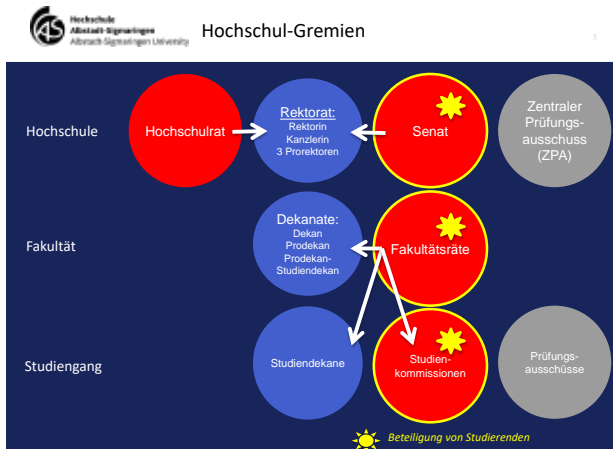 Hochschule
Albstadt-Sigmaringen
Albstadt-Sigmaringen University
Hochschul-Gremien
3
Hochschule
Hochschulrat
Rektorat:
Rektorin
Kanzlerin
3 Prorektoren
Senat
Zentraler
Prüfungs-
ausschuss
(ZPA)
Fakultät
Dekanate:
Dekan
Prodekan
Prodekan-
Studiendekan
Fakultätsräte
Studiengang
Studiendekane
Studien-
kommissionen
Prüfungs-
ausschüsse
Beteiligung von Studierenden